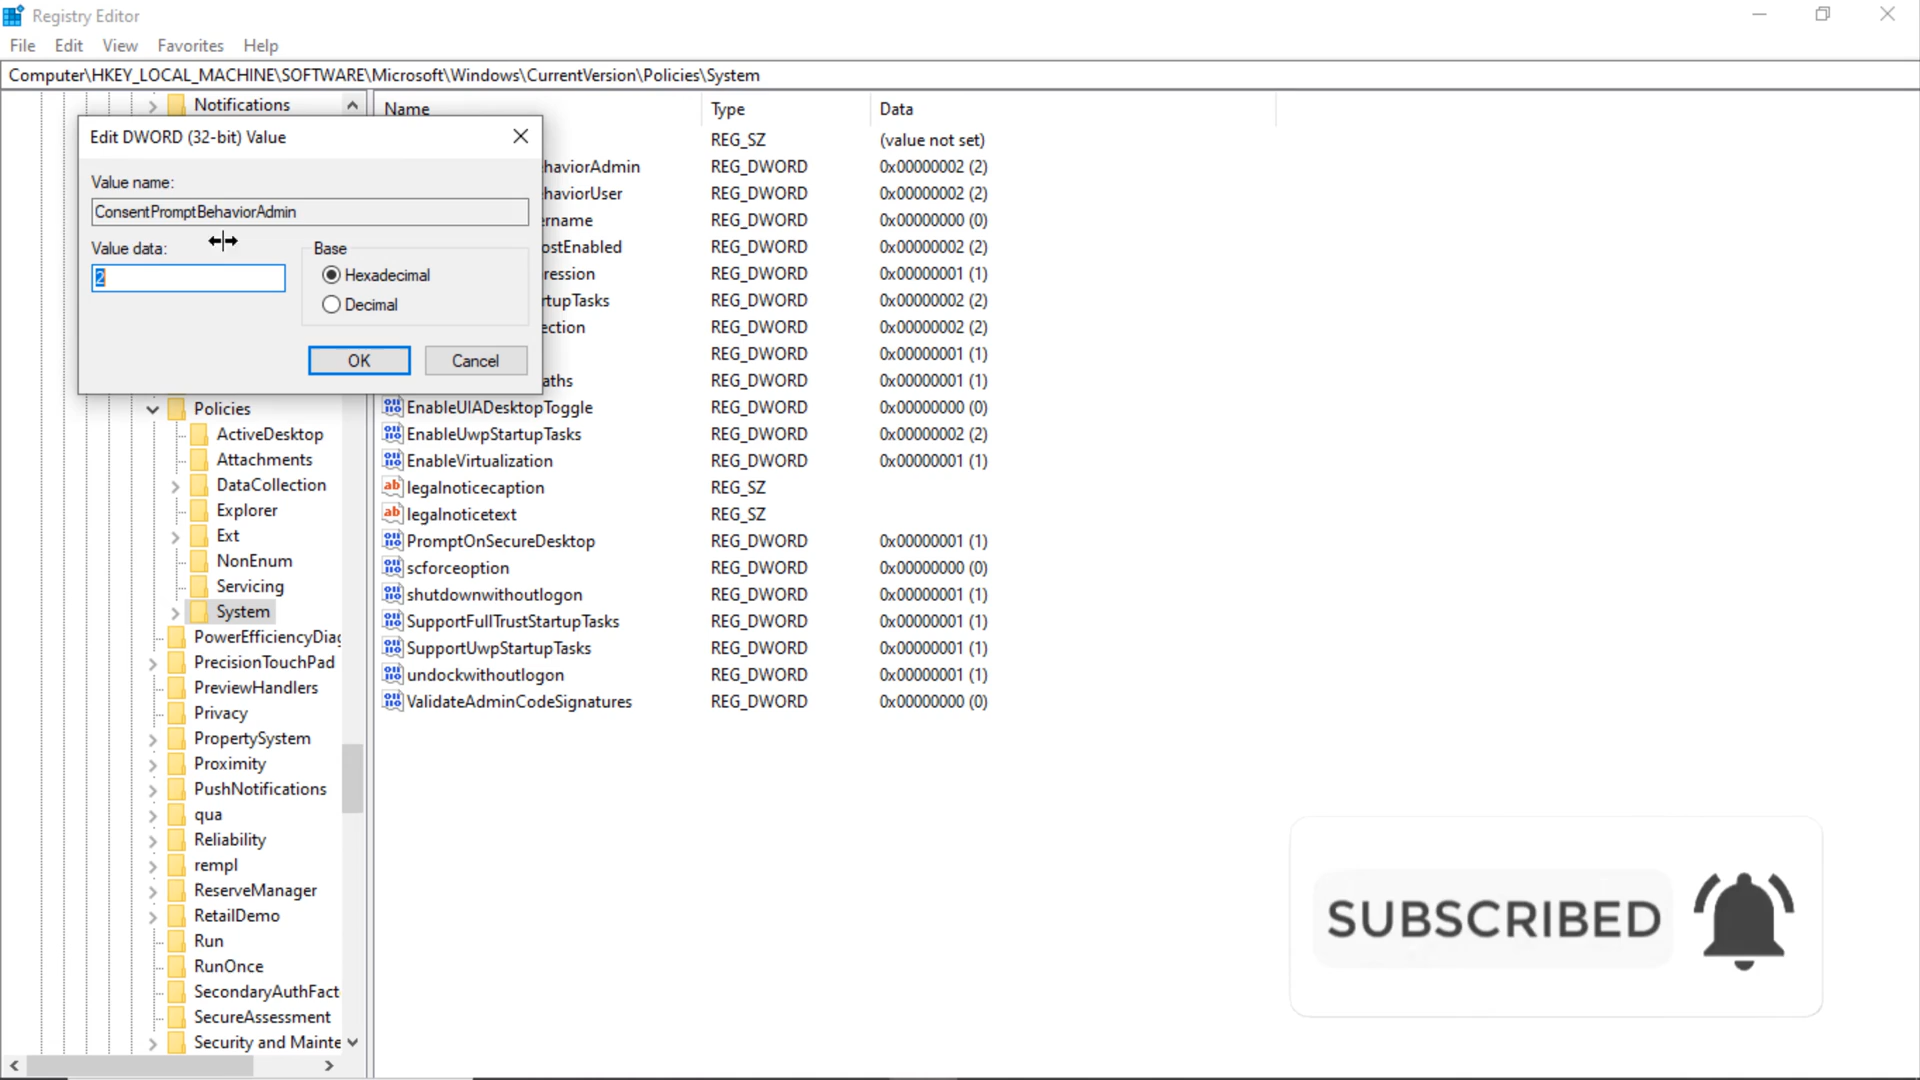 Registry Editor
File Edit View Favorites Help
Computer\HKEY_LOCAL_MACHINE\SOFTWARE\Microsoft\Windows\CurrentVersion\Policies\System
Notifications
Edit DWORD (32-bit) Value
Value name:
ConsentPromptBehaviorAdmin
Value data:
2
Base
Hexadecimal
Decimal
OK Cancel
Policies
ActiveDesktop
Attachments
DataCollection
Explorer
Ext
NonEnum
Servicing
System
PowerEfficiencyDiag
PrecisionTouchPad
PreviewHandlers
Privacy
PropertySystem
Proximity
PushNotifications
qua
Reliability
rempl
ReserveManager
RetailDemo
Run
RunOnce
SecondaryAuthFact
SecureAssessment
Security and Mainte
Name Type Data
REG_SZ (value not set)
haviorAdmin REG_DWORD 0x00000002 (2)
haviorUser REG_DWORD 0x00000002 (2)
rname REG_DWORD 0x00000000 (0)
ostEnabled REG_DWORD 0x00000002 (2)
ression REG_DWORD 0x00000001 (1)
rtupTasks REG_DWORD 0x00000002 (2)
ection REG_DWORD 0x00000002 (2)
REG_DWORD 0x00000001 (1)
aths REG_DWORD 0x00000001 (1)
EnableUIADesktopToggle REG_DWORD 0x00000000 (0)
EnableUwpStartupTasks REG_DWORD 0x00000002 (2)
EnableVirtualization REG_DWORD 0x00000001 (1)
legalnoticecaption REG_SZ
legalnoticetext REG_SZ
PromptOnSecureDesktop REG_DWORD 0x00000001 (1)
scforceoption REG_DWORD 0x00000000 (0)
shutdownwithoutlogon REG_DWORD 0x00000001 (1)
SupportFullTrustStartupTasks REG_DWORD 0x00000001 (1)
SupportUwpStartupTasks REG_DWORD 0x00000001 (1)
undockwithoutlogon REG_DWORD 0x00000001 (1)
ValidateAdminCodeSignatures REG_DWORD 0x00000000 (0)
SUBSCRIBED